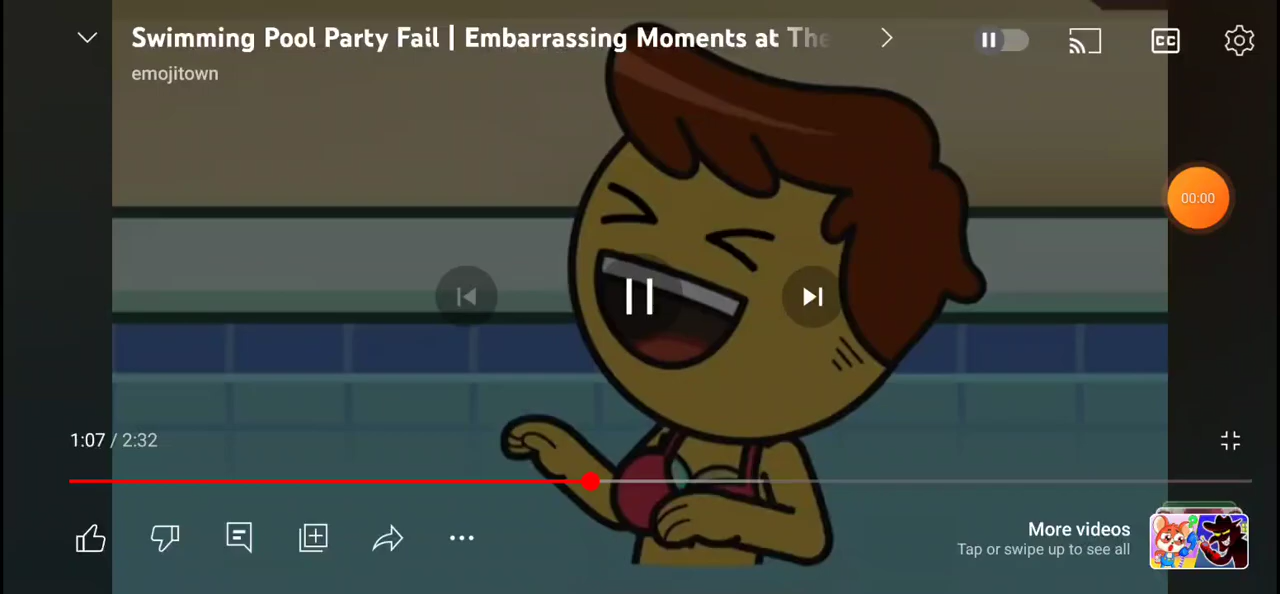 Swimming Pool Party Fail | Embarrassing Moments at The
emojitown
CC
00:00
1:07 / 2:32
More videos
Tap or swipe up to see all